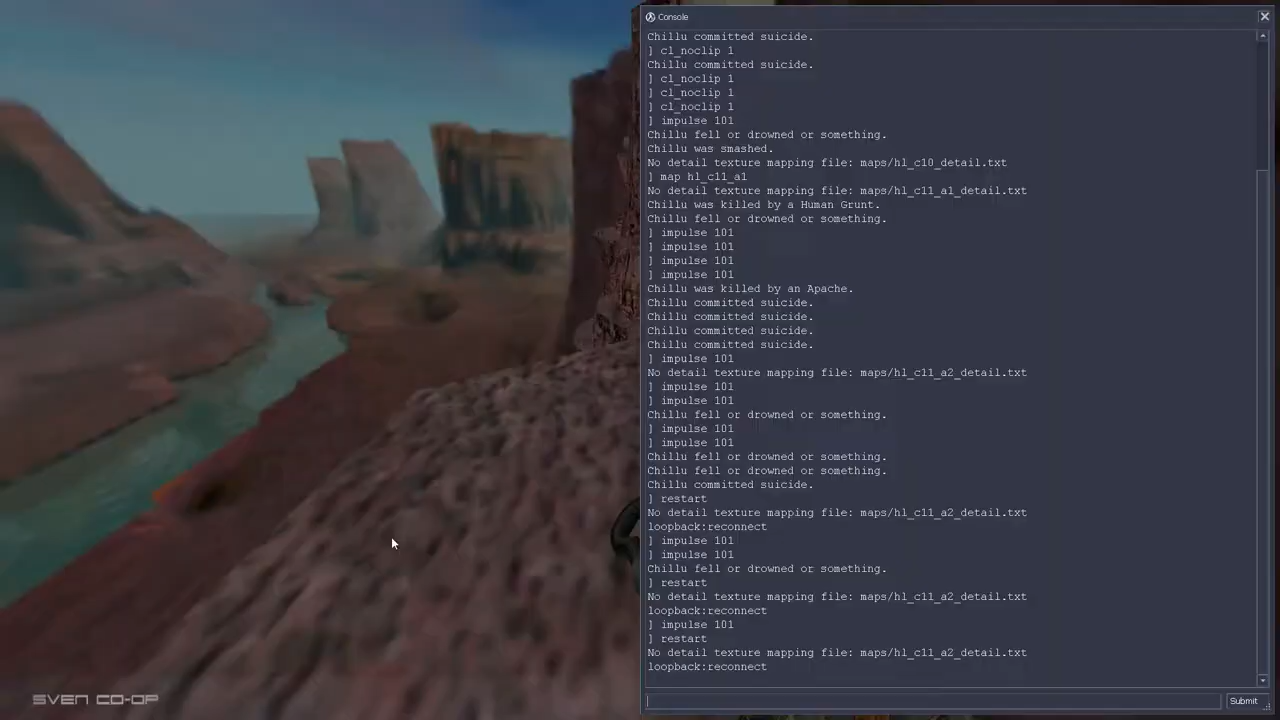 Console
Chillu committed suicide.
] cl_noclip 1
Chillu committed suicide.
] cl_noclip 1
] cl_noclip 1
] cl_noclip 1
] impulse 101
Chillu fell or drowned or something.
Chillu was smashed.
No detail texture mapping file: maps/hl_c10_detail.txt
] map hl_c11_a1
No detail texture mapping file: maps/hl_c11_a1_detail.txt
Chillu was killed by a Human Grunt.
Chillu fell or drowned or something.
] impulse 101
] impulse 101
] impulse 101
] impulse 101
Chillu was killed by an Apache.
Chillu committed suicide.
Chillu committed suicide.
Chillu committed suicide.
Chillu committed suicide.
] impulse 101
No detail texture mapping file: maps/hl_c11_a2_detail.txt
] impulse 101
] impulse 101
Chillu fell or drowned or something.
] impulse 101
] impulse 101
Chillu fell or drowned or something.
Chillu fell or drowned or something.
Chillu committed suicide.
] restart
No detail texture mapping file: maps/hl_c11_a2_detail.txt
loopback:reconnect
] impulse 101
] impulse 101
Chillu fell or drowned or something.
] restart
No detail texture mapping file: maps/hl_c11_a2_detail.txt
loopback:reconnect
] impulse 101
] restart
No detail texture mapping file: maps/hl_c11_a2_detail.txt
loopback:reconnect
Submit
SVEN CO-OP